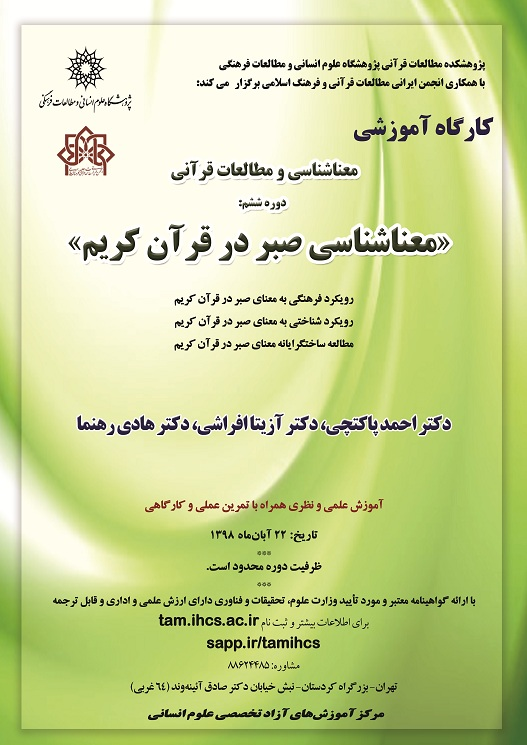 پژوهشکده مطالعات قرآنی پژوهشگاه علوم انسانی و مطالعات فرهنگی
با همکاری انجمن ایرانی مطالعات قرآنی و فرهنگ اسلامی برگزار می کند:
پژوهشگاه علوم انسانی و مطالعات فرهنگی
کارگاه آموزشی
معناشناسی و مطالعات قرآنی
دوره ششم:
«معناشناسی صبر در قرآن کریم»
رویکرد فرهنگی به معنای صبر در قرآن کریم
رویکرد شناختی به معنای صبر در قرآن کریم
مطالعه ساختگرایانه معنای صبر در قرآن کریم
دکتر احمد پاکتچی، دکتر آزیتا افراشی، دکتر هادی رهنما
آموزش علمی و نظری همراه با تمرین عملی و کارگاهی
تاریخ: ۲۲ آبان‌ماه ۱۳۹۸
***
ظرفیت دوره محدود است.
***
با ارائه گواهینامه معتبر و مورد تأیید وزارت علوم، تحقیقات و فناوری دارای ارزش علمی و اداری و قابل ترجمه
برای اطلاعات بیشتر و ثبت نام tam.ihcs.ac.ir
sapp.ir/tamihcs
مشاوره: ۸۸۶۲۴۴۸۵
تهران- بزرگراه کردستان- نبش خیابان دکتر صادق آئینه‌وند (۶۴ غربی)
مرکز آموزش‌های آزاد تخصصی علوم انسانی